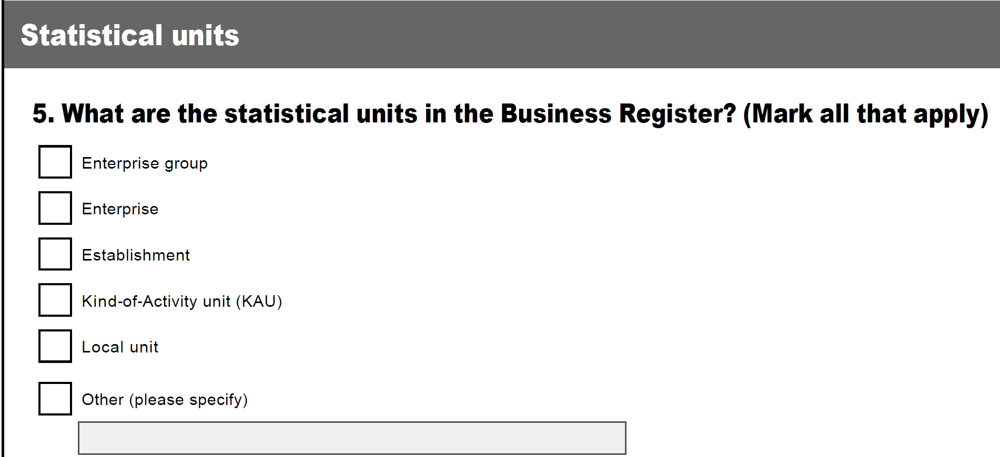 Statistical units
5. What are the statistical units in the Business Register? (Mark all that apply)
Enterprise group
Enterprise
Establishment
Kind-of-Activity unit (KAU)
Local unit
Other (please specify)